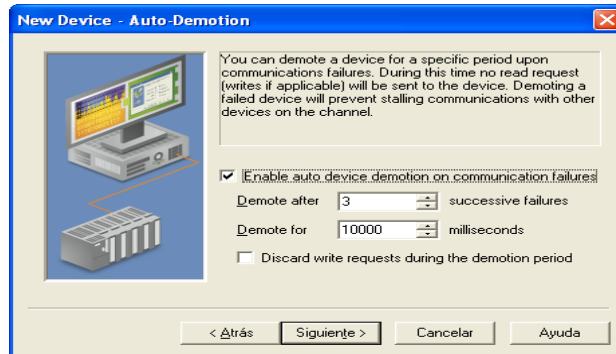 New Device - Auto-Demotion
You can demote a device for a specific period upon
communications failures. During this time no read request
(writes if applicable) will be sent to the device. Demoting a
failed device will prevent stalling communications with other
devices on the channel.
Enable auto device demotion on communication failures
Demote after 3 successive failures
Demote for 10000 milliseconds
Discard write requests during the demotion period
< Atrás Siguiente > Cancelar Ayuda